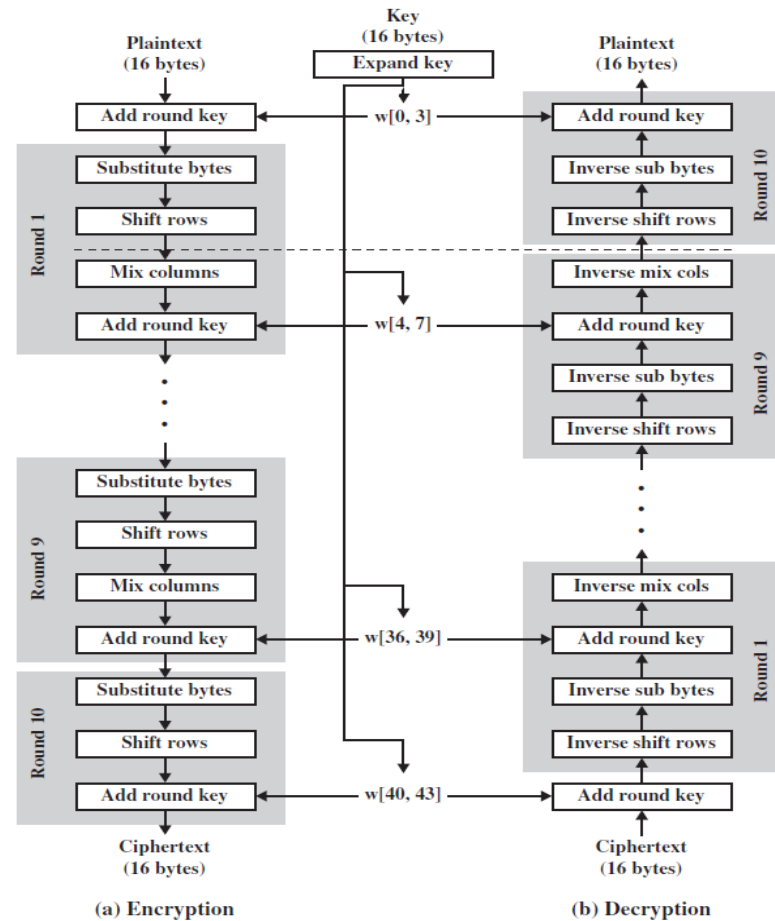 Key
(16 bytes)
Expand key
Plaintext
(16 bytes)
Add round key
Round 1
Substitute bytes
Shift rows
Mix columns
Add round key
Round 9
Substitute bytes
Shift rows
Mix columns
Add round key
Round 10
Substitute bytes
Shift rows
Add round key
Ciphertext
(16 bytes)
(a) Encryption
w[0, 3]
w[4, 7]
w[36, 39]
w[40, 43]
Plaintext
(16 bytes)
Add round key
Inverse sub bytes
Inverse shift rows
Round 10
Inverse mix cols
Add round key
Inverse sub bytes
Inverse shift rows
Round 9
Inverse mix cols
Add round key
Inverse sub bytes
Inverse shift rows
Round 1
Add round key
Ciphertext
(16 bytes)
(b) Decryption